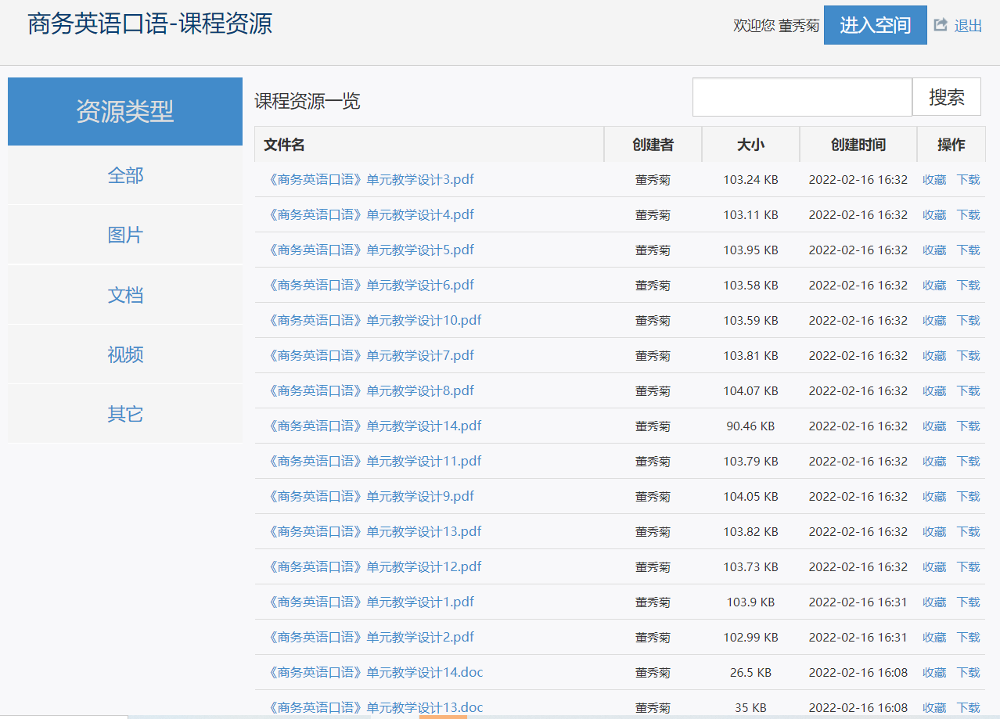 商务英语口语-课程资源
欢迎您 董秀菊 进入空间 退出
资源类型
全部
图片
文档
视频
其它
课程资源一览 搜索
文件名 创建者 大小 创建时间 操作
《商务英语口语》单元教学设计3.pdf 董秀菊 103.24 KB 2022-02-16 16:32 收藏 下载
《商务英语口语》单元教学设计4.pdf 董秀菊 103.11 KB 2022-02-16 16:32 收藏 下载
《商务英语口语》单元教学设计5.pdf 董秀菊 103.95 KB 2022-02-16 16:32 收藏 下载
《商务英语口语》单元教学设计6.pdf 董秀菊 103.58 KB 2022-02-16 16:32 收藏 下载
《商务英语口语》单元教学设计10.pdf 董秀菊 103.59 KB 2022-02-16 16:32 收藏 下载
《商务英语口语》单元教学设计7.pdf 董秀菊 103.81 KB 2022-02-16 16:32 收藏 下载
《商务英语口语》单元教学设计8.pdf 董秀菊 104.07 KB 2022-02-16 16:32 收藏 下载
《商务英语口语》单元教学设计14.pdf 董秀菊 90.46 KB 2022-02-16 16:32 收藏 下载
《商务英语口语》单元教学设计11.pdf 董秀菊 103.79 KB 2022-02-16 16:32 收藏 下载
《商务英语口语》单元教学设计9.pdf 董秀菊 104.05 KB 2022-02-16 16:32 收藏 下载
《商务英语口语》单元教学设计13.pdf 董秀菊 103.82 KB 2022-02-16 16:32 收藏 下载
《商务英语口语》单元教学设计12.pdf 董秀菊 103.73 KB 2022-02-16 16:32 收藏 下载
《商务英语口语》单元教学设计1.pdf 董秀菊 103.9 KB 2022-02-16 16:31 收藏 下载
《商务英语口语》单元教学设计2.pdf 董秀菊 102.99 KB 2022-02-16 16:31 收藏 下载
《商务英语口语》单元教学设计14.doc 董秀菊 26.5 KB 2022-02-16 16:08 收藏 下载
《商务英语口语》单元教学设计13.doc 董秀菊 35 KB 2022-02-16 16:08 收藏 下载